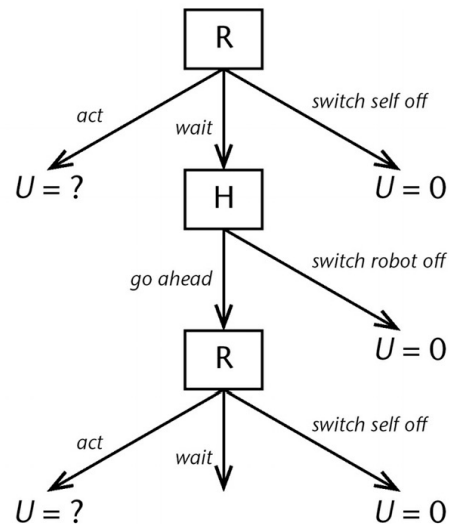 R
act
wait
switch self off
U = ?
U = 0
H
go ahead
switch robot off
U = 0
R
act
wait
switch self off
U = ?
U = 0